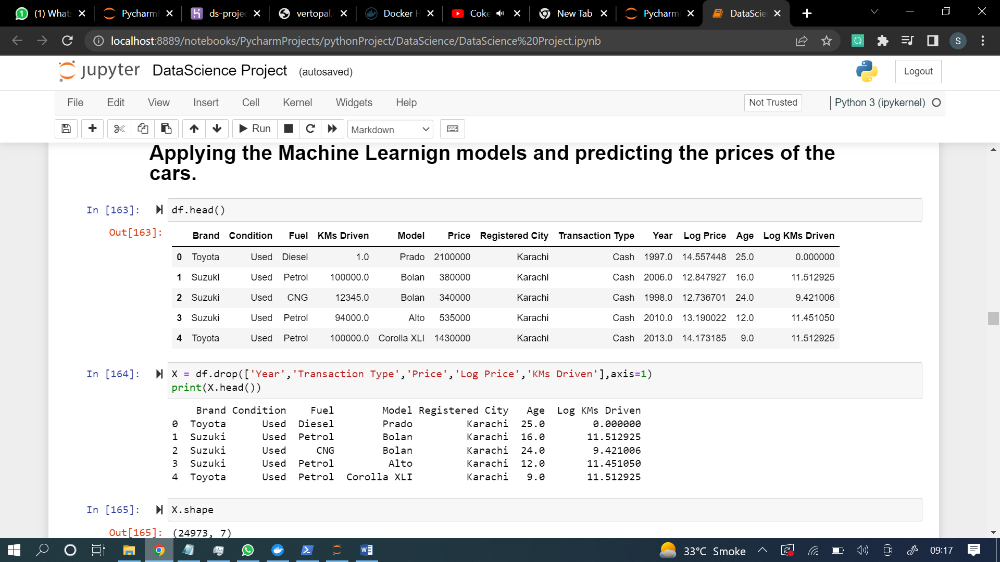 (1) Whats
Pycharm
ds-projec
vertopal.
Docker H
Coke
New Tab
Pycharm
DataScie
localhost:8889/notebooks/PycharmProjects/pythonProject/DataScience/DataScience%20Project.ipynb
S
jupyter DataScience Project (autosaved)
Logout
File Edit View Insert Cell Kernel Widgets Help
Not Trusted
Python 3 (ipykernel)
Run
Markdown
Applying the Machine Learnign models and predicting the prices of the
cars.
In [163]: df.head()
Out[163]:
Brand Condition Fuel KMs Driven Model Price Registered City Transaction Type Year Log Price Age Log KMs Driven
0 Toyota Used Diesel 1.0 Prado 2100000 Karachi Cash 1997.0 14.557448 25.0 0.000000
1 Suzuki Used Petrol 100000.0 Bolan 380000 Karachi Cash 2006.0 12.847927 16.0 11.512925
2 Suzuki Used CNG 12345.0 Bolan 340000 Karachi Cash 1998.0 12.736701 24.0 9.421006
3 Suzuki Used Petrol 94000.0 Alto 535000 Karachi Cash 2010.0 13.190022 12.0 11.451050
4 Toyota Used Petrol 100000.0 Corolla XLI 1430000 Karachi Cash 2013.0 14.173185 9.0 11.512925
In [164]: X = df.drop(['Year','Transaction Type','Price','Log Price','KMs Driven'],axis=1)
print(X.head())
Brand Condition Fuel Model Registered City Age Log KMs Driven
0 Toyota Used Diesel Prado Karachi 25.0 0.000000
1 Suzuki Used Petrol Bolan Karachi 16.0 11.512925
2 Suzuki Used CNG Bolan Karachi 24.0 9.421006
3 Suzuki Used Petrol Alto Karachi 12.0 11.451050
4 Toyota Used Petrol Corolla XLI Karachi 9.0 11.512925
In [165]: X.shape
Out[165]: (24973, 7)
33°C Smoke
09:17